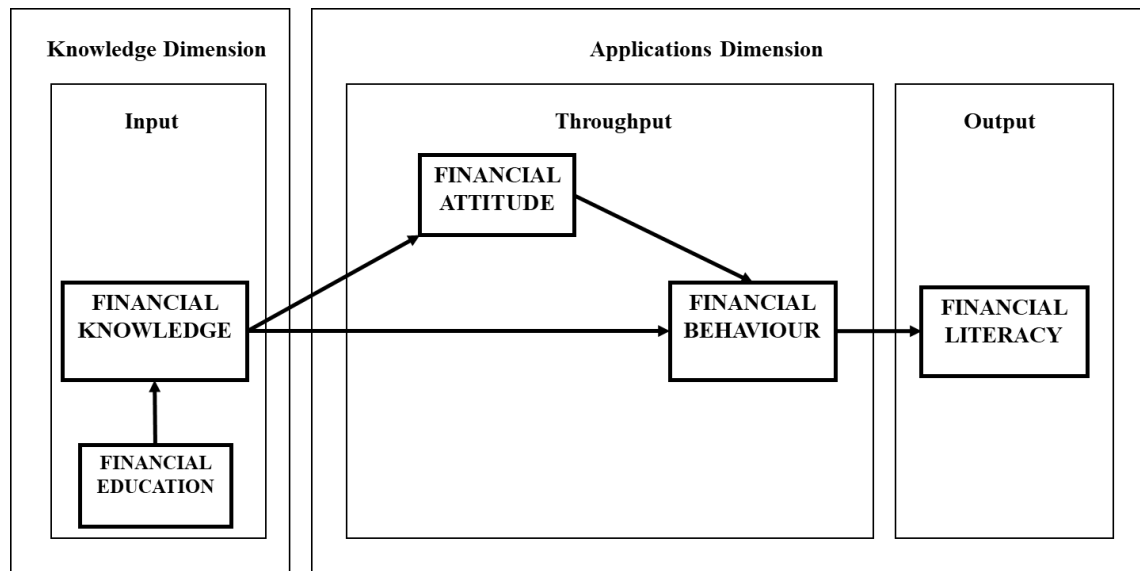 Knowledge Dimension
Applications Dimension
Input
Throughput
Output
FINANCIAL
ATTITUDE
FINANCIAL
KNOWLEDGE
FINANCIAL
BEHAVIOUR
FINANCIAL
LITERACY
FINANCIAL
EDUCATION